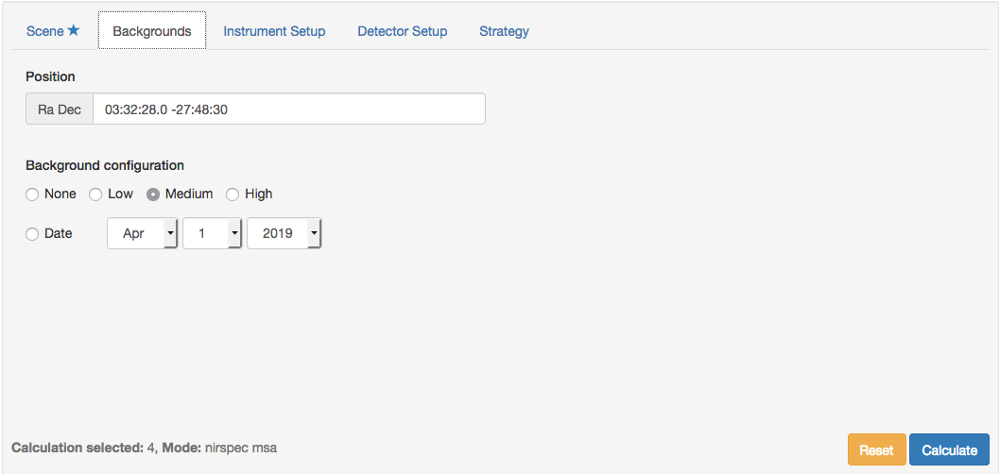 Scene ★ Backgrounds Instrument Setup Detector Setup Strategy
Position
Ra Dec 03:32:28.0 -27:48:30
Background configuration
None Low Medium High
Date Apr 1 2019
Calculation selected: 4, Mode: nirspec msa Reset Calculate